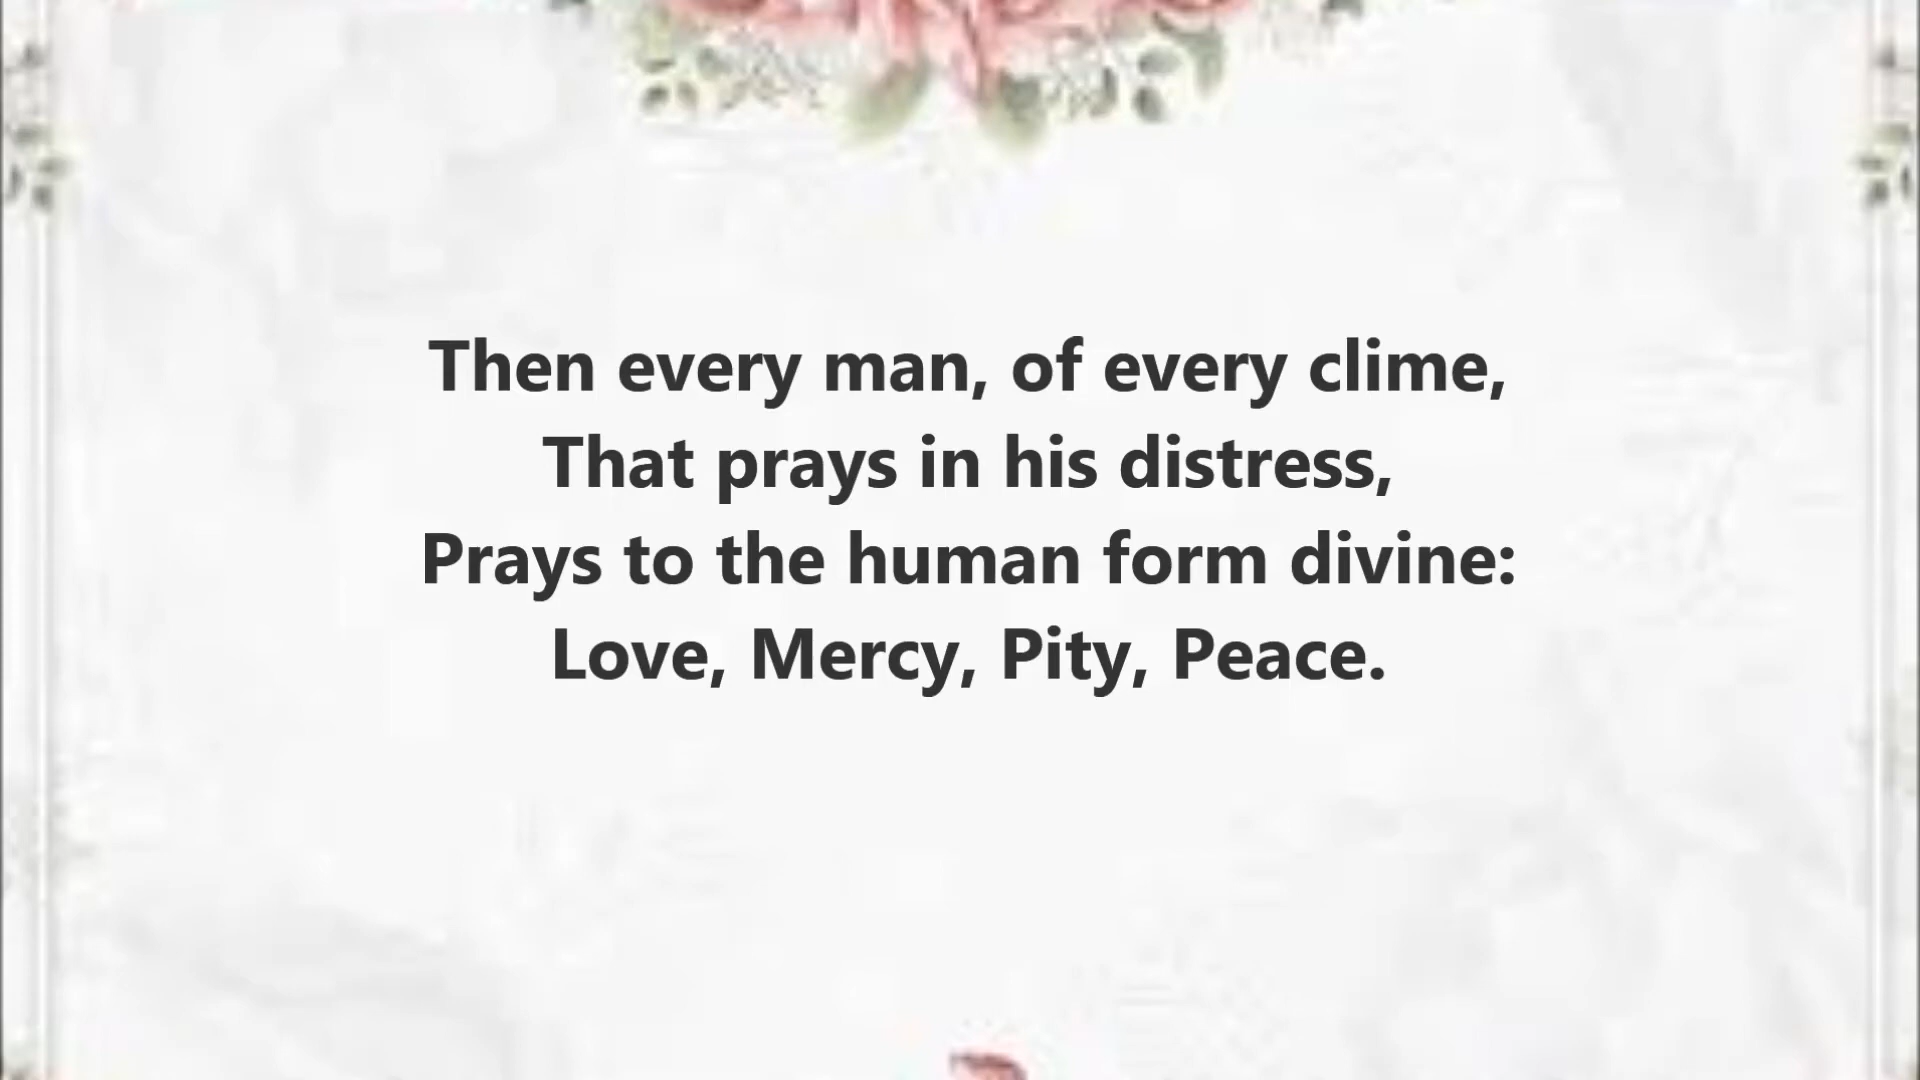 Then every man, of every clime,
That prays in his distress,
Prays to the human form divine:
Love, Mercy, Pity, Peace.